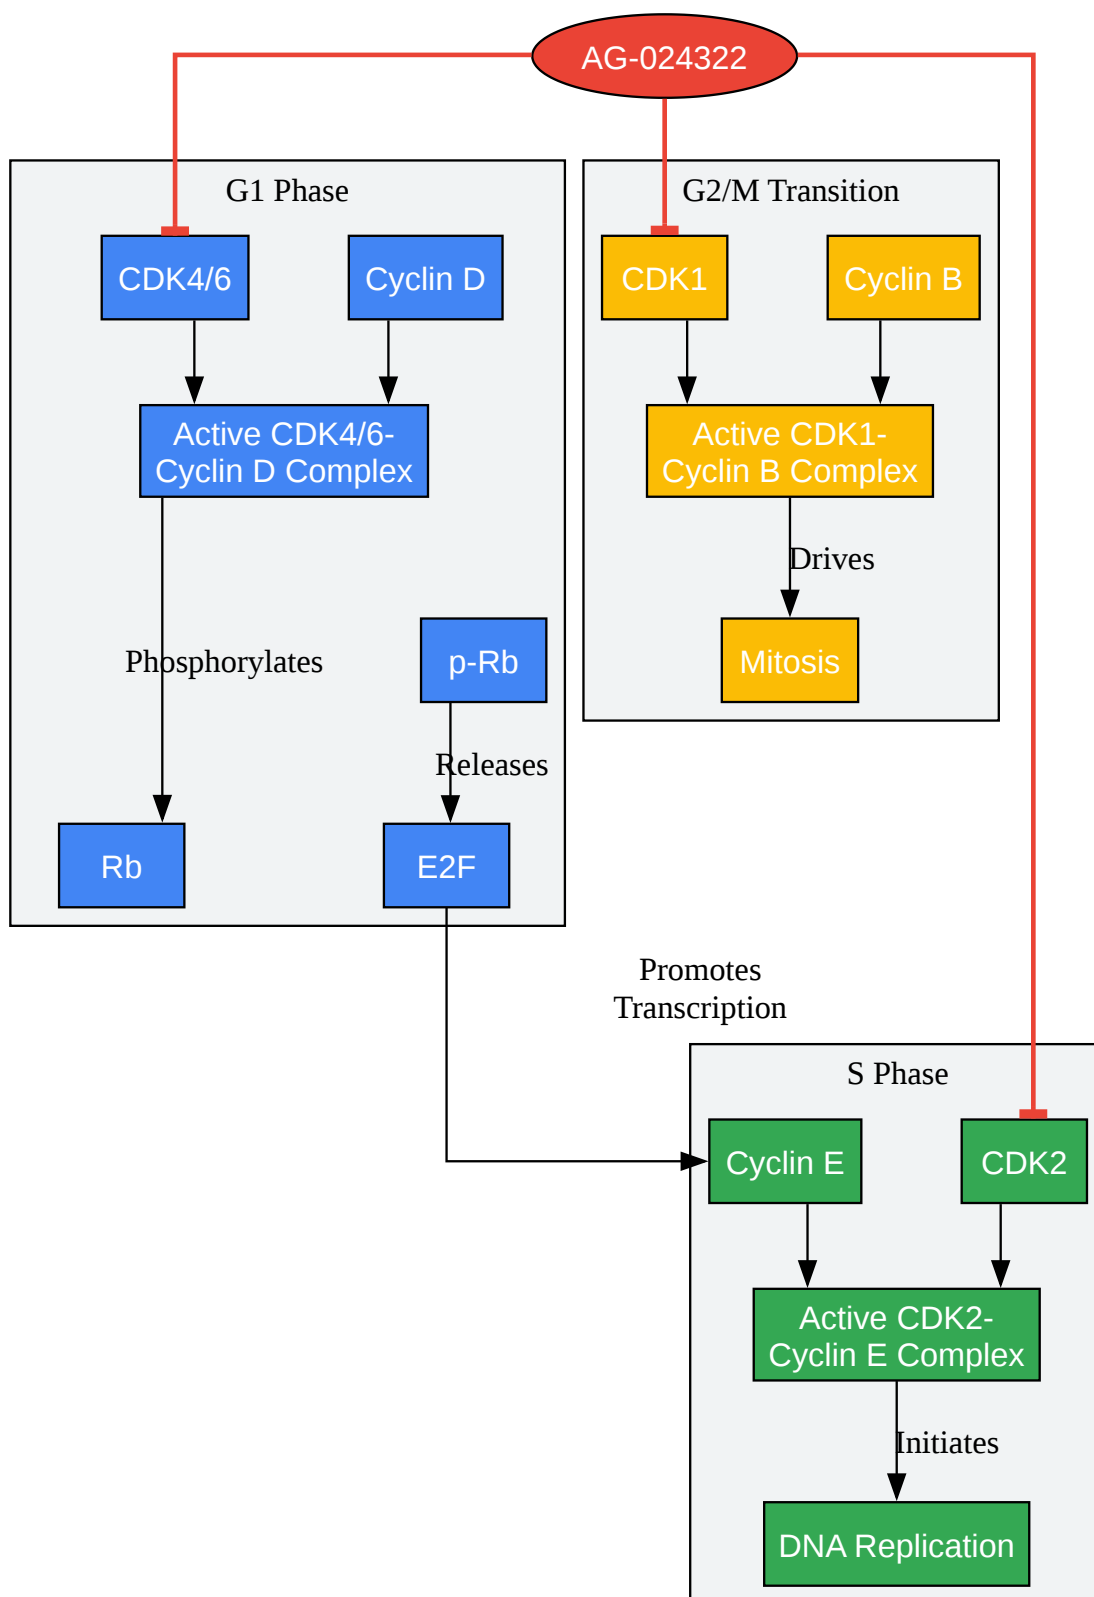 AG-024322
G1 Phase
CDK4/6
Cyclin D
Active CDK4/6-
Cyclin D Complex
Phosphorylates
p-Rb
Releases
Rb
E2F
G2/M Transition
CDK1
Cyclin B
Active CDK1-
Cyclin B Complex
Drives
Mitosis
Promotes
Transcription
S Phase
Cyclin E
CDK2
Active CDK2-
Cyclin E Complex
Initiates
DNA Replication